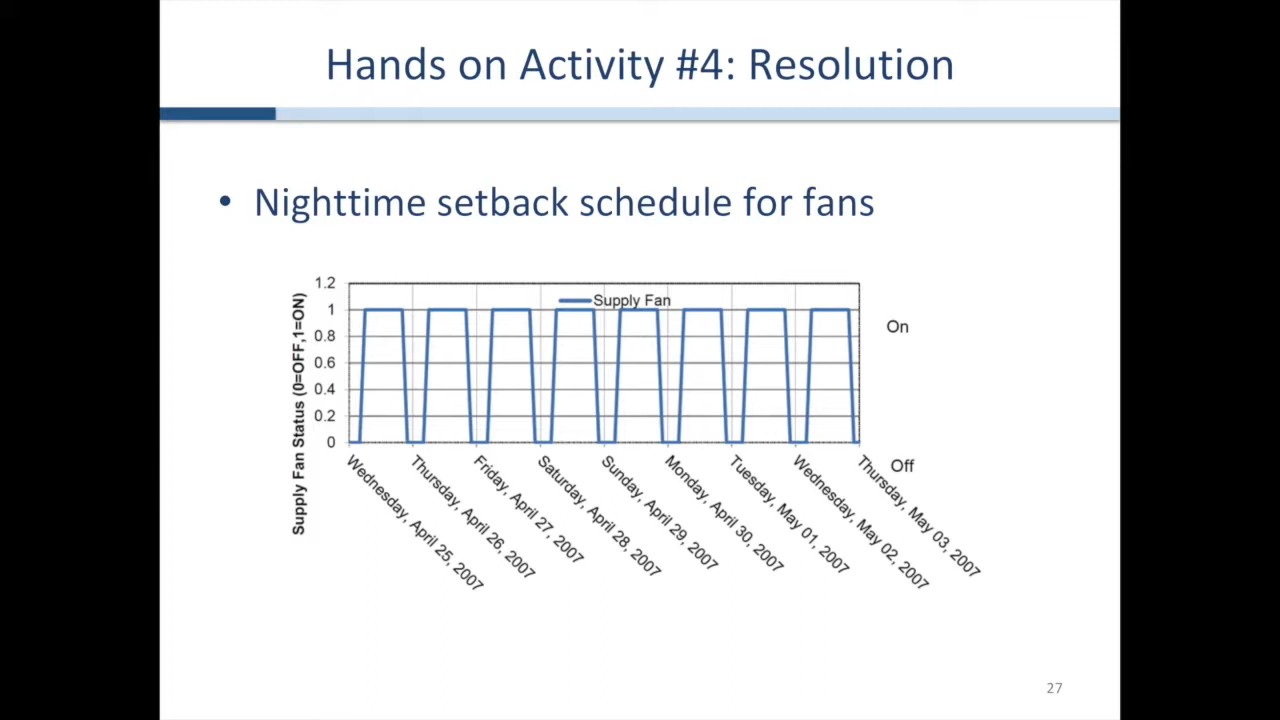 Hands on Activity #4: Resolution
• Nighttime setback schedule for fans
Supply Fan Status (0=OFF,1=ON)
1.2
1
0.8
0.6
0.4
0.2
0
Supply Fan
On
Off
Wednesday, April 25, 2007
Thursday, April 26, 2007
Friday, April 27, 2007
Saturday, April 28, 2007
Sunday, April 29, 2007
Monday, April 30, 2007
Tuesday, May 01, 2007
Wednesday, May 02, 2007
Thursday, May 03, 2007
27